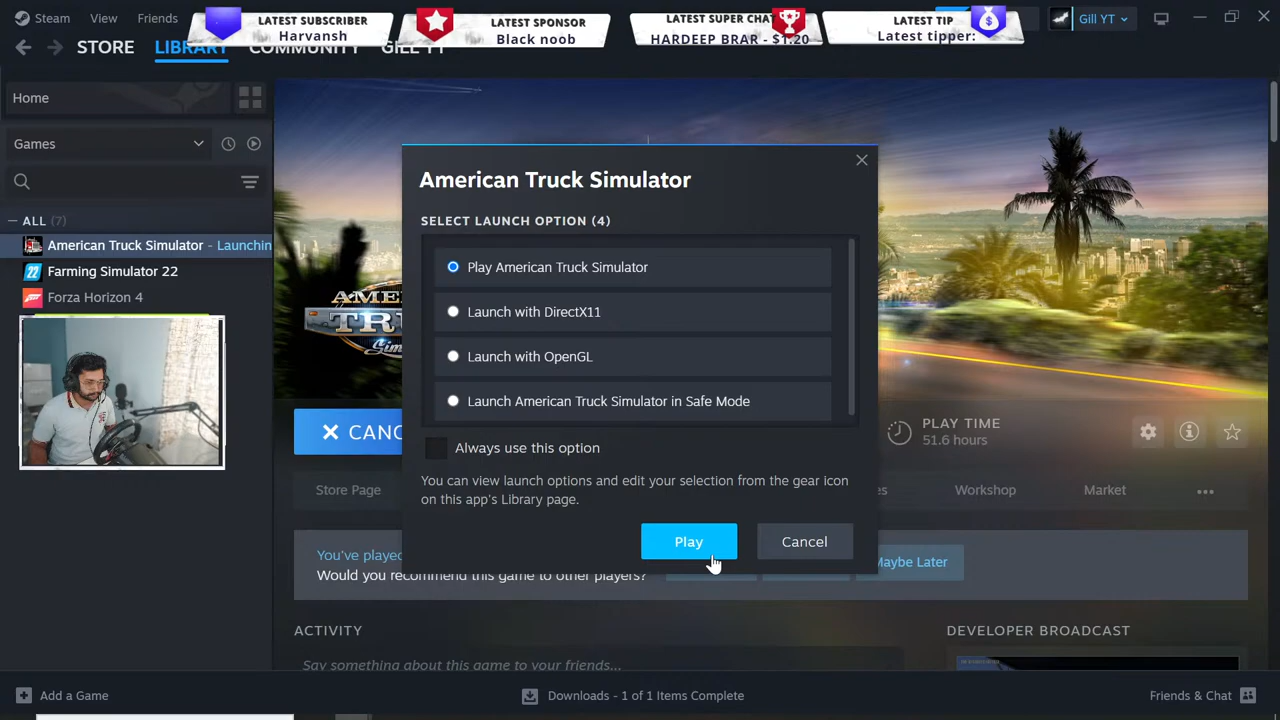 Steam
View
Friends
LATEST SUBSCRIBER
Harvansh
LATEST SPONSOR
Black noob
LATEST SUPER CHAT
HARDEEP BRAR - $1.20
LATEST TIP
Latest tipper:
Gill YT
STORE
LIBRARY
COMMUNITY
GILL YT
Home
Games
ALL (7)
American Truck Simulator - Launchin
Farming Simulator 22
Forza Horizon 4
American Truck Simulator
SELECT LAUNCH OPTION (4)
Play American Truck Simulator
Launch with DirectX11
Launch with OpenGL
Launch American Truck Simulator in Safe Mode
Always use this option
You can view launch options and edit your selection from the gear icon
on this app's Library page.
Play
Cancel
CANC
PLAY TIME
51.6 hours
Store Page
Workshop
Market
You've played
Would you recommend this game to other players?
Maybe Later
ACTIVITY
Say something about this game to your friends...
DEVELOPER BROADCAST
Add a Game
Downloads - 1 of 1 Items Complete
Friends & Chat